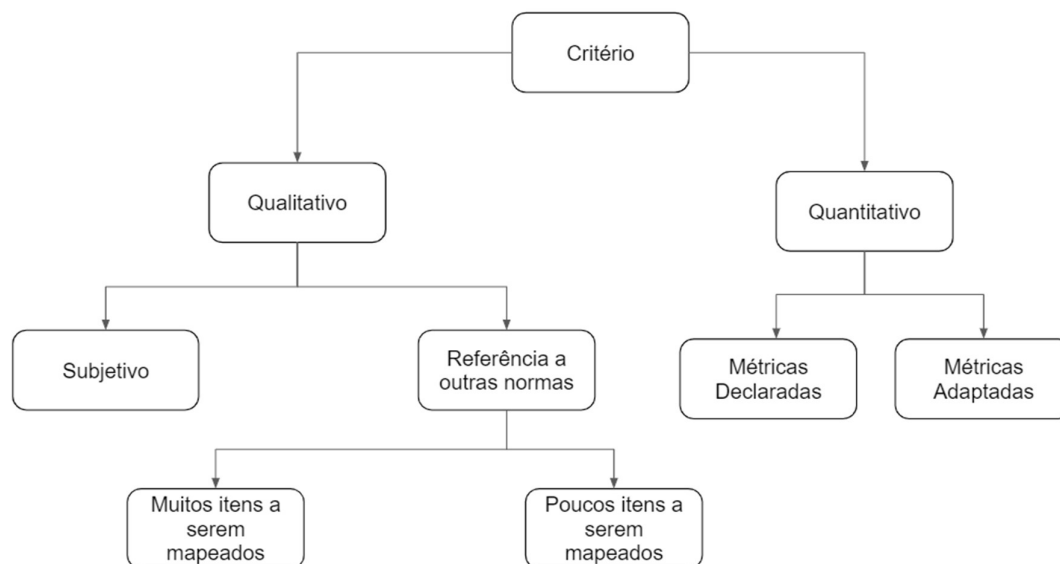 Critério
Qualitativo
Quantitativo
Subjetivo
Referência a
outras normas
Métricas
Declaradas
Métricas
Adaptadas
Muitos itens a
serem
mapeados
Poucos itens a
serem
mapeados